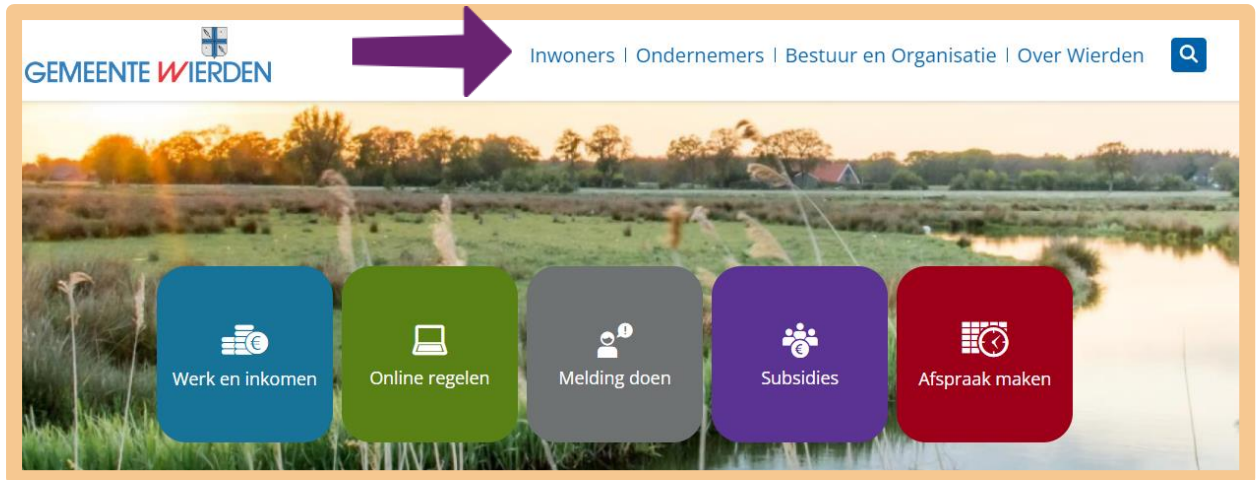 GEMEENTE WIERDEN
Inwoners | Ondernemers | Bestuur en Organisatie | Over Wierden
Werk en inkomen
Online regelen
Melding doen
Subsidies
Afspraak maken